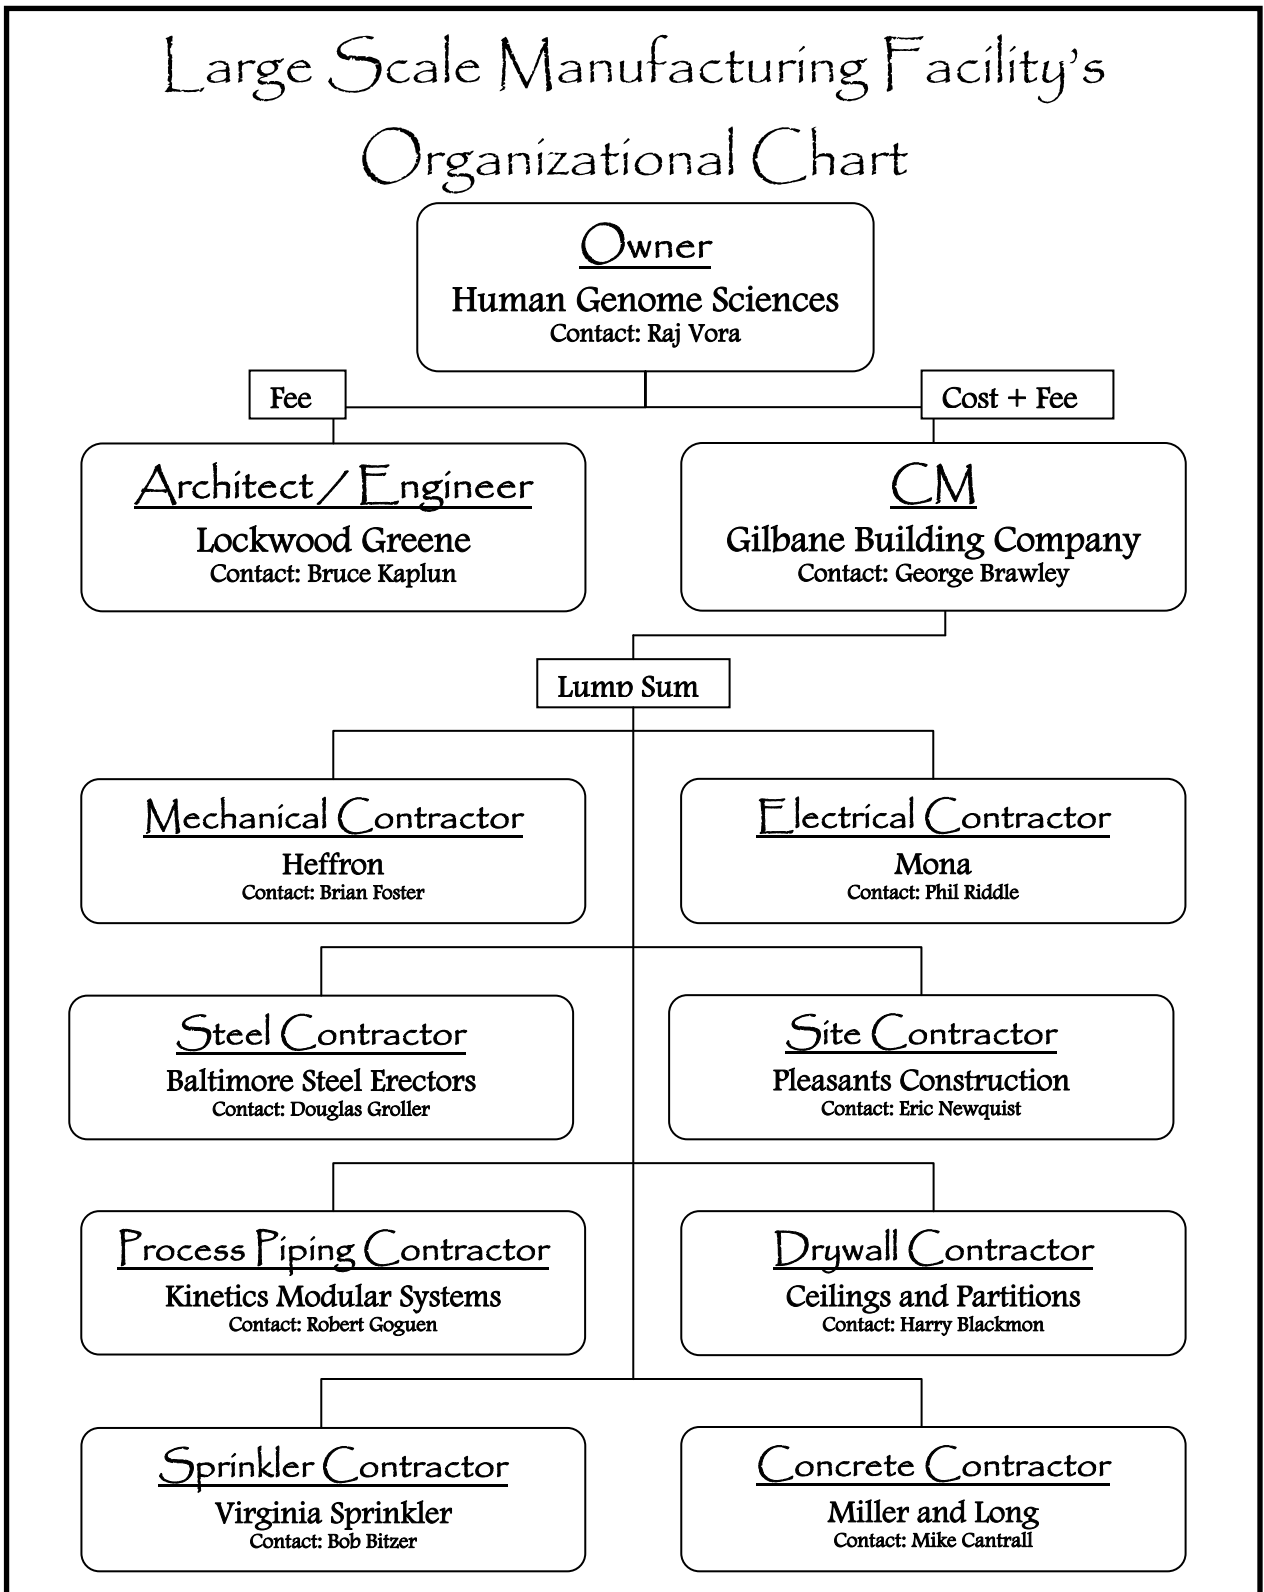 Large Scale Manufacturing Facility's
Organizational Chart
Owner
Human Genome Sciences
Contact: Raj Vora
Fee
Cost + Fee
Architect / Engineer
Lockwood Greene
Contact: Bruce Kaplun
CM
Gilbane Building Company
Contact: George Brawley
Lump Sum
Mechanical Contractor
Heffron
Contact: Brian Foster
Electrical Contractor
Mona
Contact: Phil Riddle
Steel Contractor
Baltimore Steel Erectors
Contact: Douglas Groller
Site Contractor
Pleasants Construction
Contact: Eric Newquist
Process Piping Contractor
Kinetics Modular Systems
Contact: Robert Goguen
Drywall Contractor
Ceilings and Partitions
Contact: Harry Blackmon
Sprinkler Contractor
Virginia Sprinkler
Contact: Bob Bitzer
Concrete Contractor
Miller and Long
Contact: Mike Cantrall